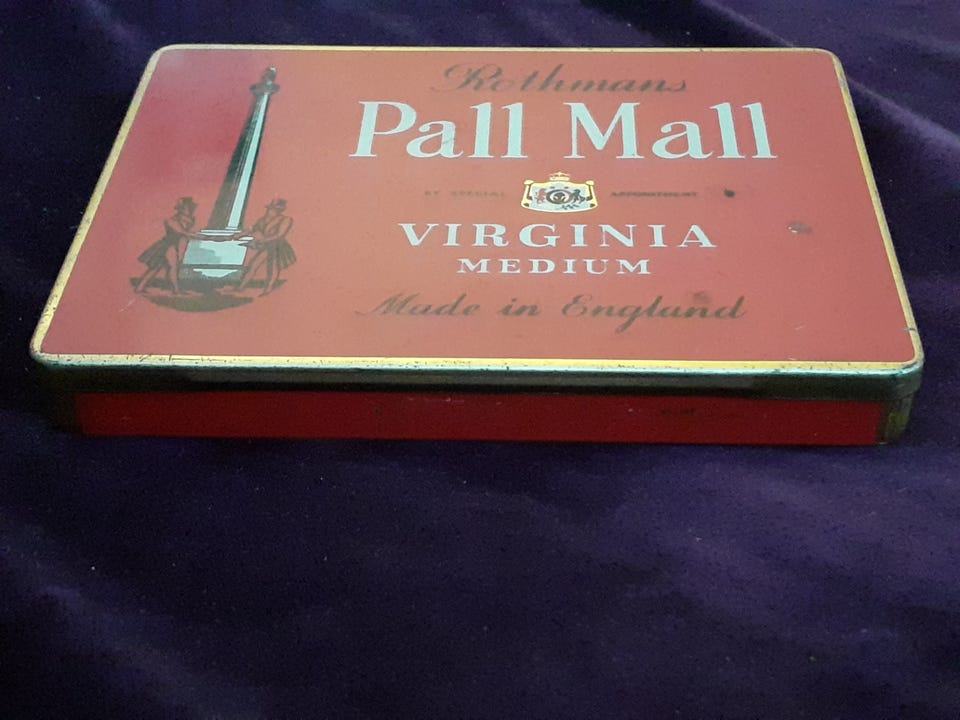 Rothmans
Pall Mall
BY SPECIAL APPOINTMENT
VIRGINIA
MEDIUM
Made in England